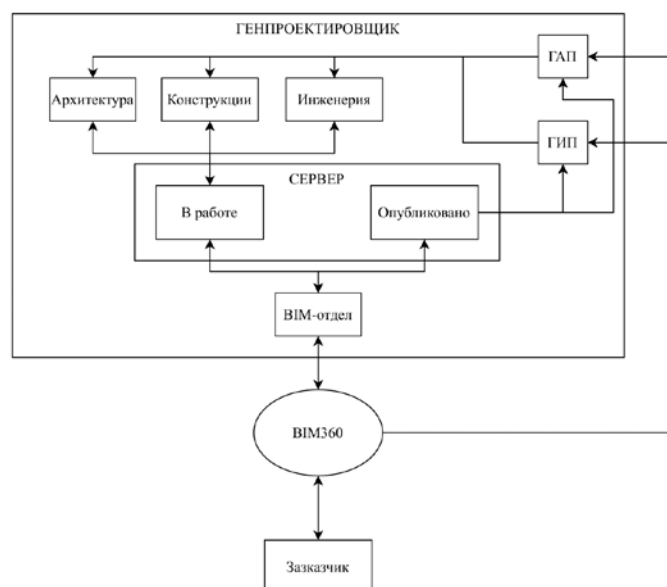 ГЕНПРОЕКТИРОВЩИК
ГАП
Архитектура
Конструкции
Инженерия
ГИП
СЕРВЕР
В работе
Опубликовано
BIM-отдел
BIM360
Зазказчик